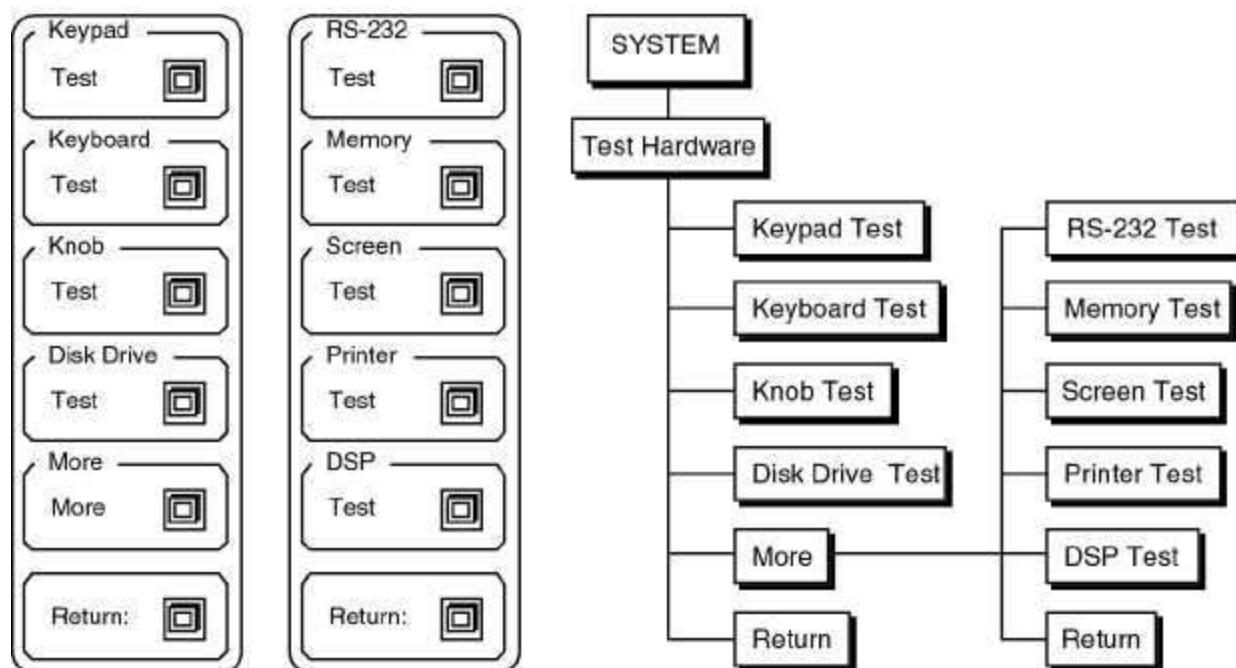 Keypad
Test
Keyboard
Test
Knob
Test
Disk Drive
Test
More
More
Return:
RS-232
Test
Memory
Test
Screen
Test
Printer
Test
DSP
Test
Return:
SYSTEM
Test Hardware
Keypad Test
Keyboard Test
Knob Test
Disk Drive Test
More
Return
RS-232 Test
Memory Test
Screen Test
Printer Test
DSP Test
Return